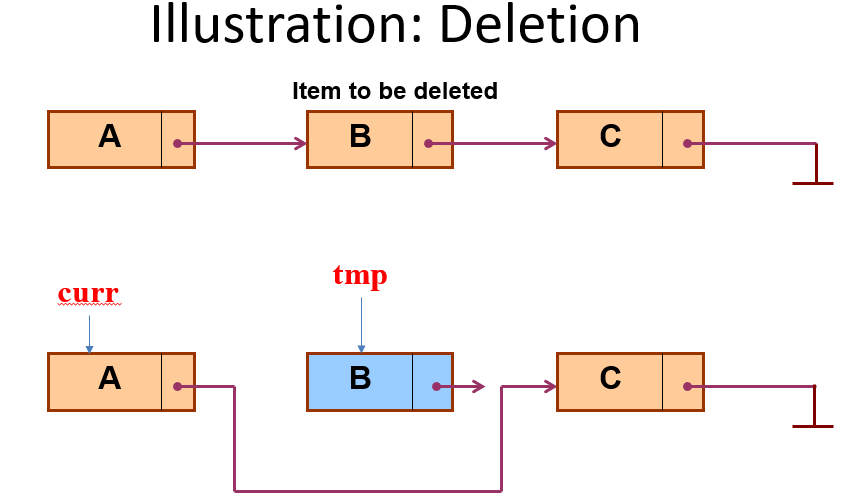 Illustration: Deletion
Item to be deleted
A B C
tmp
curr
A B C